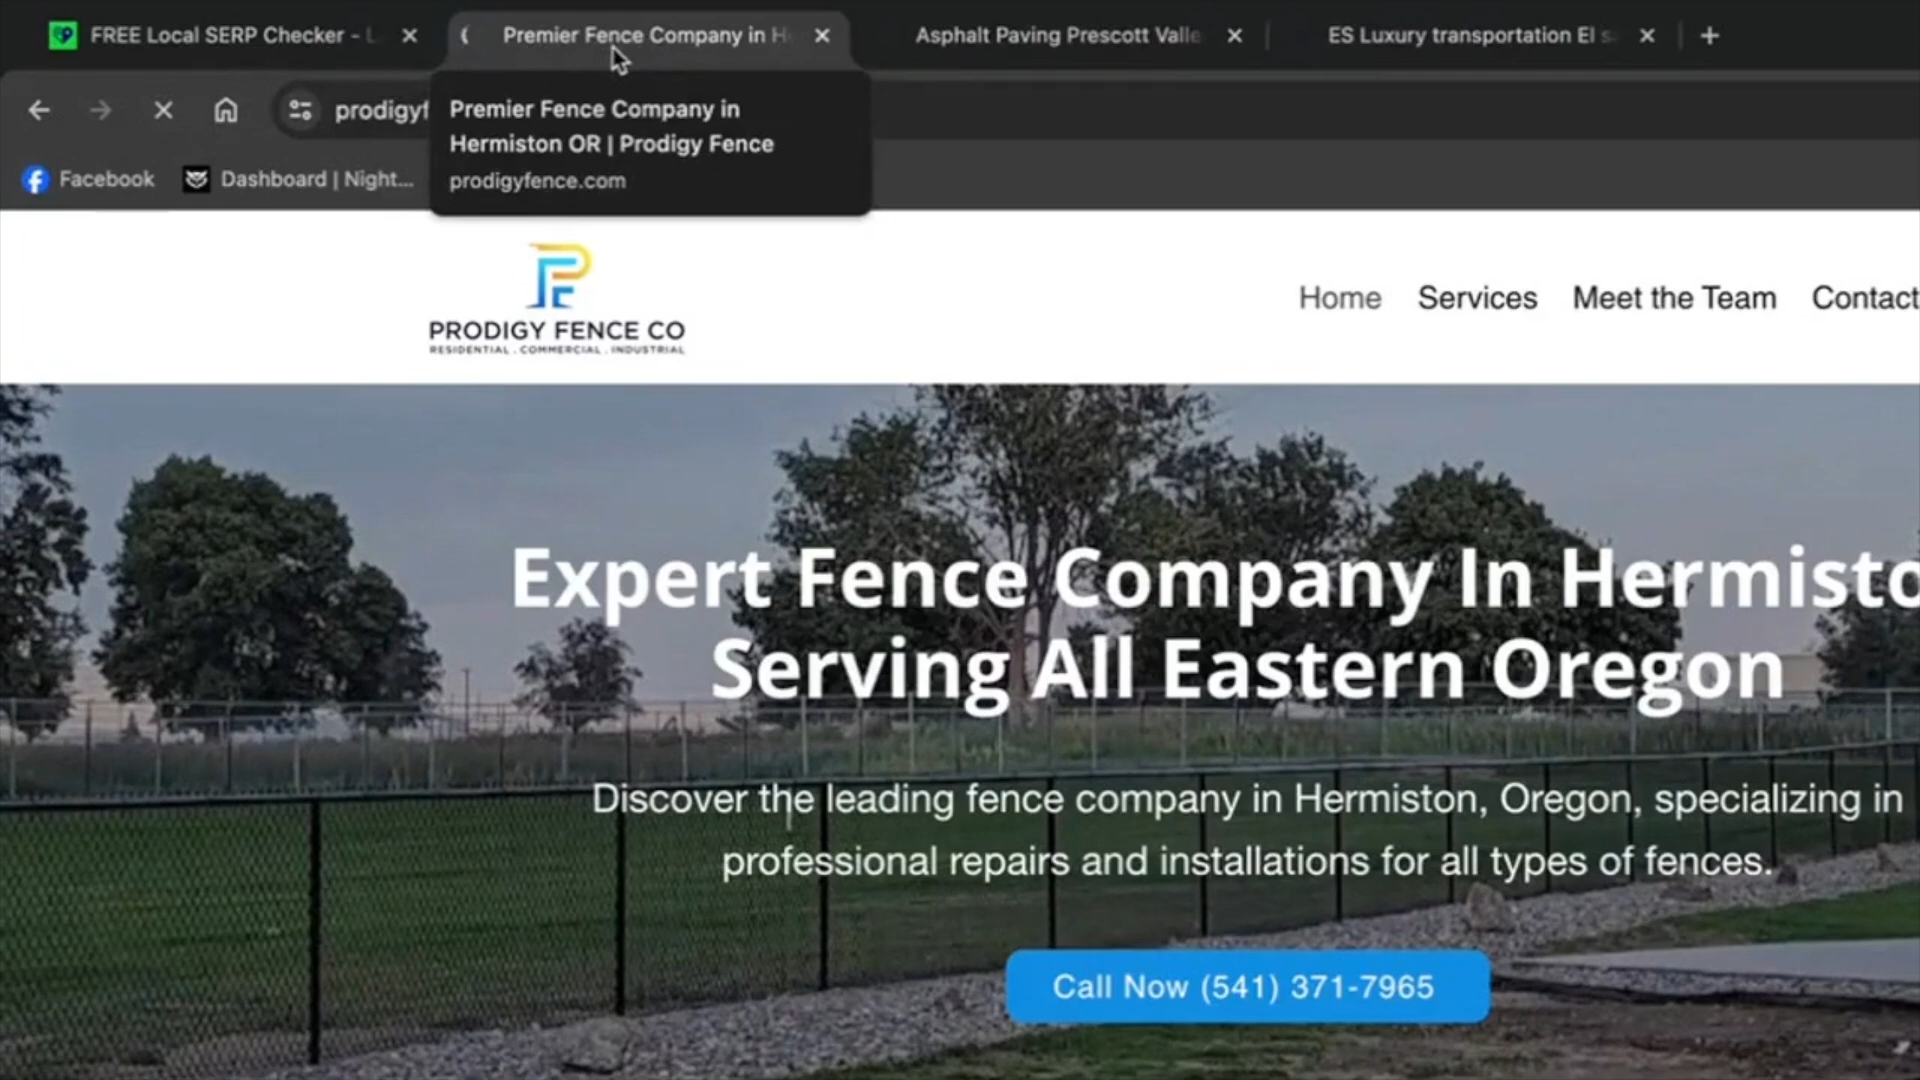 FREE Local SERP Checker - L
Premier Fence Company in H
Asphalt Paving Prescott Valle
ES Luxury transportation El s
prodigyf
Premier Fence Company in
Hermiston OR | Prodigy Fence
prodigyfence.com
Facebook
Dashboard | Night...
PRODIGY FENCE CO
RESIDENTIAL . COMMERCIAL . INDUSTRIAL
Home
Services
Meet the Team
Contact
Expert Fence Company In Hermisto
Serving All Eastern Oregon
Discover the leading fence company in Hermiston, Oregon, specializing in
professional repairs and installations for all types of fences.
Call Now (541) 371-7965